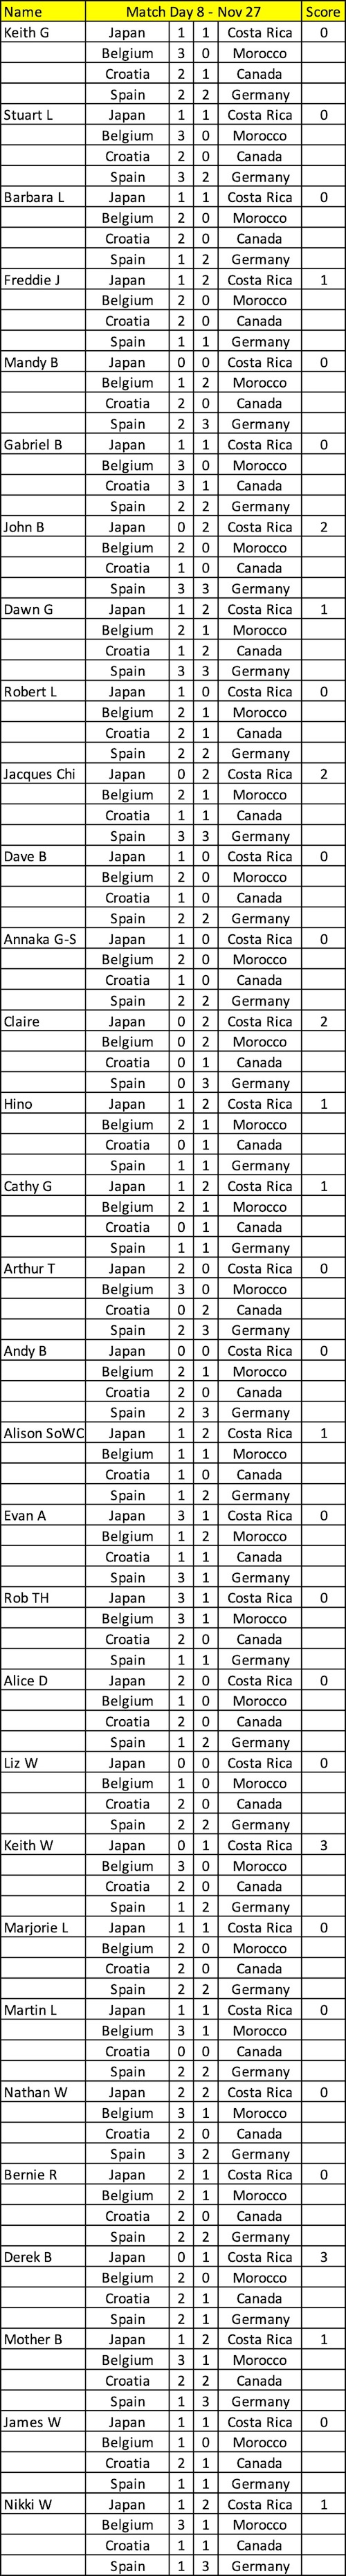 Name Match Day 8 - Nov 27 Score
Keith G Japan 1 1 Costa Rica 0
Belgium 3 0 Morocco
Croatia 2 1 Canada
Spain 2 2 Germany
Stuart L Japan 1 1 Costa Rica 0
Belgium 3 0 Morocco
Croatia 2 0 Canada
Spain 3 2 Germany
Barbara L Japan 1 1 Costa Rica 0
Belgium 2 0 Morocco
Croatia 2 0 Canada
Spain 1 2 Germany
Freddie J Japan 1 2 Costa Rica 1
Belgium 2 0 Morocco
Croatia 2 0 Canada
Spain 1 1 Germany
Mandy B Japan 0 0 Costa Rica 0
Belgium 1 2 Morocco
Croatia 2 0 Canada
Spain 2 3 Germany
Gabriel B Japan 1 1 Costa Rica 0
Belgium 3 0 Morocco
Croatia 3 1 Canada
Spain 2 2 Germany
John B Japan 0 2 Costa Rica 2
Belgium 2 0 Morocco
Croatia 1 0 Canada
Spain 3 3 Germany
Dawn G Japan 1 2 Costa Rica 1
Belgium 2 1 Morocco
Croatia 1 2 Canada
Spain 3 3 Germany
Robert L Japan 1 0 Costa Rica 0
Belgium 2 1 Morocco
Croatia 2 1 Canada
Spain 2 2 Germany
Jacques Chi Japan 0 2 Costa Rica 2
Belgium 2 1 Morocco
Croatia 1 1 Canada
Spain 3 3 Germany
Dave B Japan 1 0 Costa Rica 0
Belgium 2 0 Morocco
Croatia 1 0 Canada
Spain 2 2 Germany
Annaka G-S Japan 1 0 Costa Rica 0
Belgium 2 0 Morocco
Croatia 1 0 Canada
Spain 2 2 Germany
Claire Japan 0 2 Costa Rica 2
Belgium 0 2 Morocco
Croatia 0 1 Canada
Spain 0 3 Germany
Hino Japan 1 2 Costa Rica 1
Belgium 2 1 Morocco
Croatia 0 1 Canada
Spain 1 1 Germany
Cathy G Japan 1 2 Costa Rica 1
Belgium 2 1 Morocco
Croatia 0 1 Canada
Spain 1 1 Germany
Arthur T Japan 2 0 Costa Rica 0
Belgium 3 0 Morocco
Croatia 0 2 Canada
Spain 2 3 Germany
Andy B Japan 0 0 Costa Rica 0
Belgium 2 1 Morocco
Croatia 2 0 Canada
Spain 2 3 Germany
Alison SoWC Japan 1 2 Costa Rica 1
Belgium 1 1 Morocco
Croatia 1 0 Canada
Spain 1 2 Germany
Evan A Japan 3 1 Costa Rica 0
Belgium 1 2 Morocco
Croatia 1 1 Canada
Spain 3 1 Germany
Rob TH Japan 3 1 Costa Rica 0
Belgium 3 1 Morocco
Croatia 2 0 Canada
Spain 1 1 Germany
Alice D Japan 2 0 Costa Rica 0
Belgium 1 0 Morocco
Croatia 2 0 Canada
Spain 1 2 Germany
Liz W Japan 0 0 Costa Rica 0
Belgium 1 0 Morocco
Croatia 2 0 Canada
Spain 2 2 Germany
Keith W Japan 0 1 Costa Rica 3
Belgium 3 0 Morocco
Croatia 2 0 Canada
Spain 1 2 Germany
Marjorie L Japan 1 1 Costa Rica 0
Belgium 2 0 Morocco
Croatia 2 0 Canada
Spain 2 2 Germany
Martin L Japan 1 1 Costa Rica 0
Belgium 3 1 Morocco
Croatia 0 0 Canada
Spain 2 2 Germany
Nathan W Japan 2 2 Costa Rica 0
Belgium 3 1 Morocco
Croatia 2 0 Canada
Spain 3 2 Germany
Bernie R Japan 2 1 Costa Rica 0
Belgium 2 1 Morocco
Croatia 2 0 Canada
Spain 2 2 Germany
Derek B Japan 0 1 Costa Rica 3
Belgium 2 0 Morocco
Croatia 2 1 Canada
Spain 2 1 Germany
Mother B Japan 1 2 Costa Rica 1
Belgium 3 1 Morocco
Croatia 2 2 Canada
Spain 1 3 Germany
James W Japan 1 1 Costa Rica 0
Belgium 1 0 Morocco
Croatia 2 1 Canada
Spain 1 1 Germany
Nikki W Japan 1 2 Costa Rica 1
Belgium 3 1 Morocco
Croatia 1 1 Canada
Spain 1 3 Germany